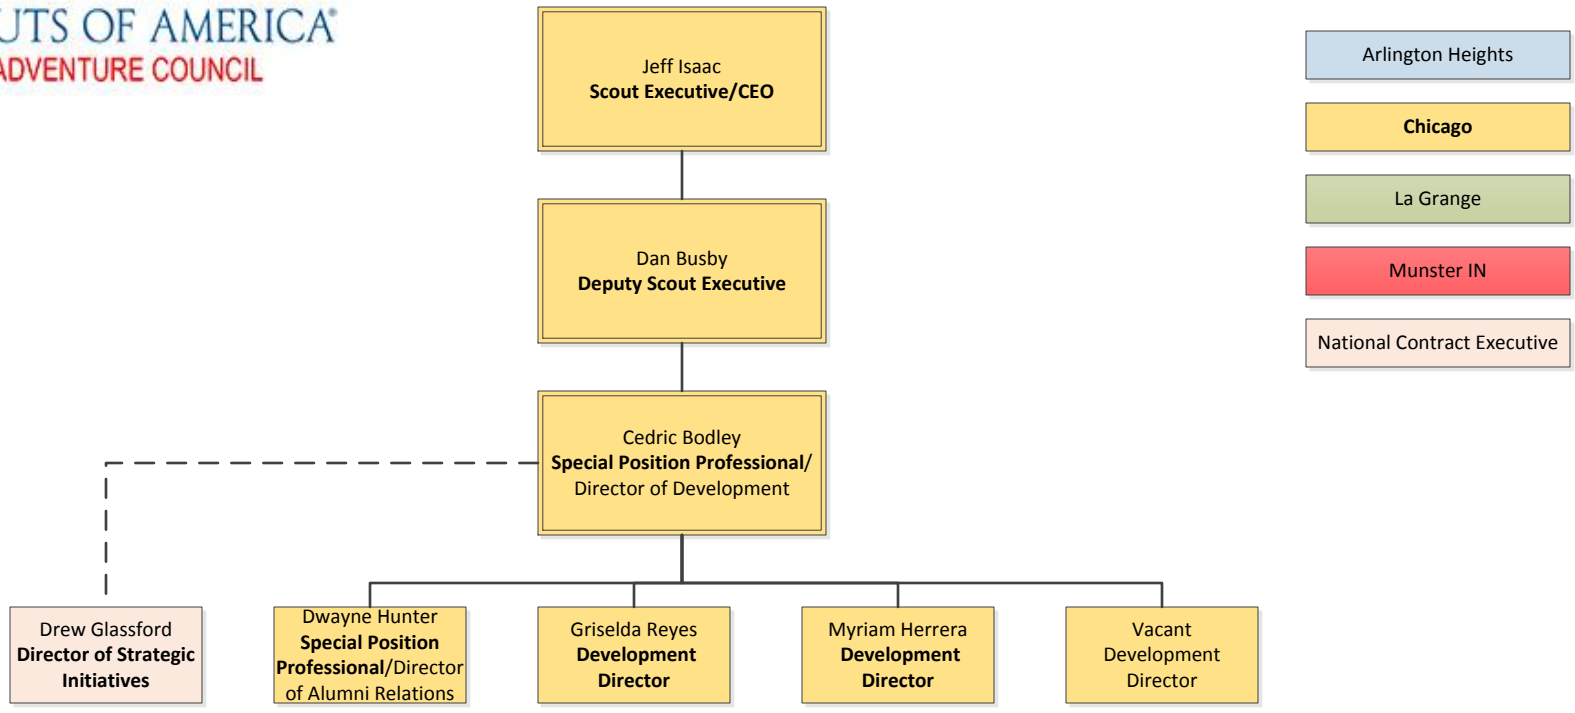 UTS OF AMERICA®
ADVENTURE COUNCIL
Jeff Isaac
Scout Executive/CEO
Dan Busby
Deputy Scout Executive
Cedric Bodley
Special Position Professional/
Director of Development
Drew Glassford
Director of Strategic
Initiatives
Dwayne Hunter
Special Position
Professional/Director
of Alumni Relations
Griselda Reyes
Development
Director
Myriam Herrera
Development
Director
Vacant
Development
Director
Arlington Heights
Chicago
La Grange
Munster IN
National Contract Executive